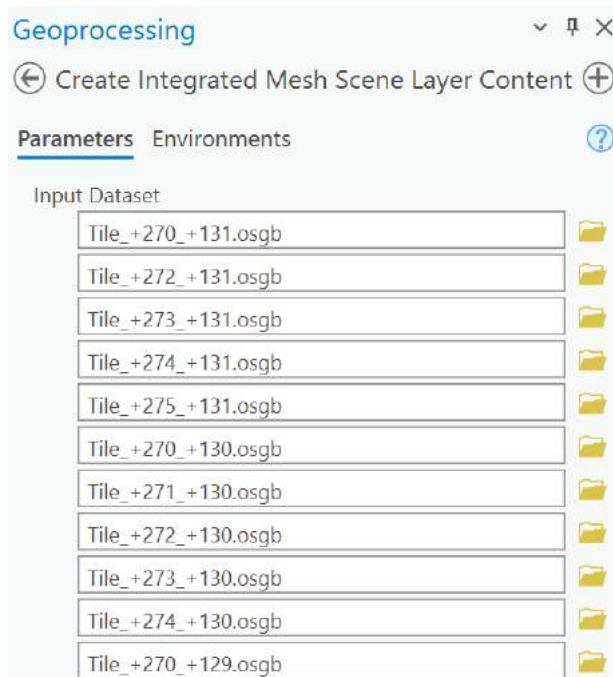 Geoprocessing
Create Integrated Mesh Scene Layer Content
Parameters Environments
Input Dataset
Tile_+270_+131.osgb
Tile_+272_+131.osgb
Tile_+273_+131.osgb
Tile_+274_+131.osgb
Tile_+275_+131.osgb
Tile_+270_+130.osgb
Tile_+271_+130.osgb
Tile_+272_+130.osgb
Tile_+273_+130.osgb
Tile_+274_+130.osgb
Tile_+270_+129.osgb